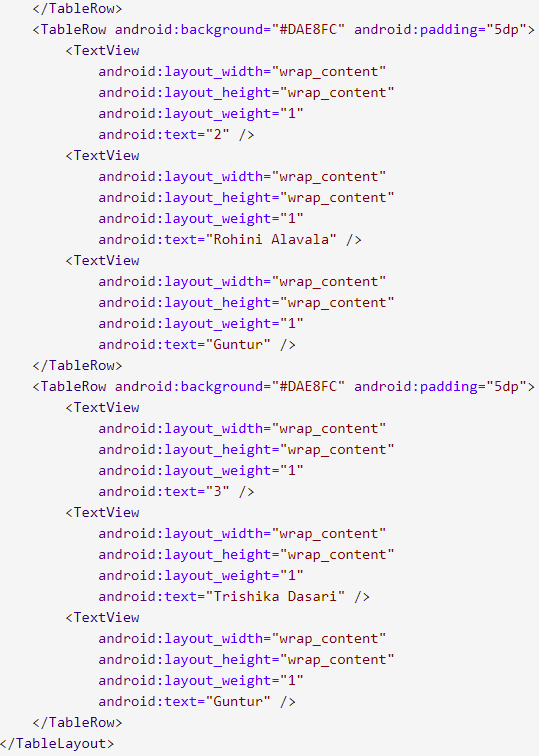 </TableRow>
<TableRow android:background="#DAE8FC" android:padding="5dp">
<TextView
android:layout_width="wrap_content"
android:layout_height="wrap_content"
android:layout_weight="1"
android:text="2" />
<TextView
android:layout_width="wrap_content"
android:layout_height="wrap_content"
android:layout_weight="1"
android:text="Rohini Alavala" />
<TextView
android:layout_width="wrap_content"
android:layout_height="wrap_content"
android:layout_weight="1"
android:text="Guntur" />
</TableRow>
<TableRow android:background="#DAE8FC" android:padding="5dp">
<TextView
android:layout_width="wrap_content"
android:layout_height="wrap_content"
android:layout_weight="1"
android:text="3" />
<TextView
android:layout_width="wrap_content"
android:layout_height="wrap_content"
android:layout_weight="1"
android:text="Trishika Dasari" />
<TextView
android:layout_width="wrap_content"
android:layout_height="wrap_content"
android:layout_weight="1"
android:text="Guntur" />
</TableRow>
</TableLayout>